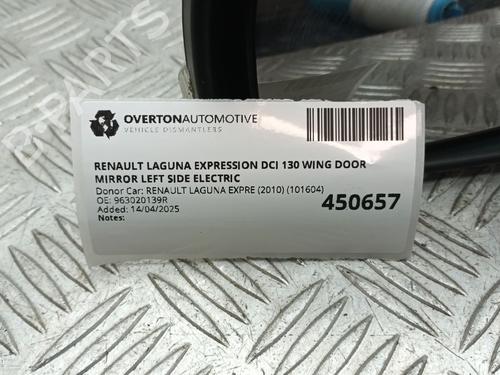 OVERTONAUTOMOTIVE
VEHICLE DISMANTLERS
RENAULT LAGUNA EXPRESSION DCI 130 WING DOOR
MIRROR LEFT SIDE ELECTRIC
Donor Car: RENAULT LAGUNA EXPRE (2010) (101604)
OE: 963020139R
Added: 14/04/2025
Notes:
450657